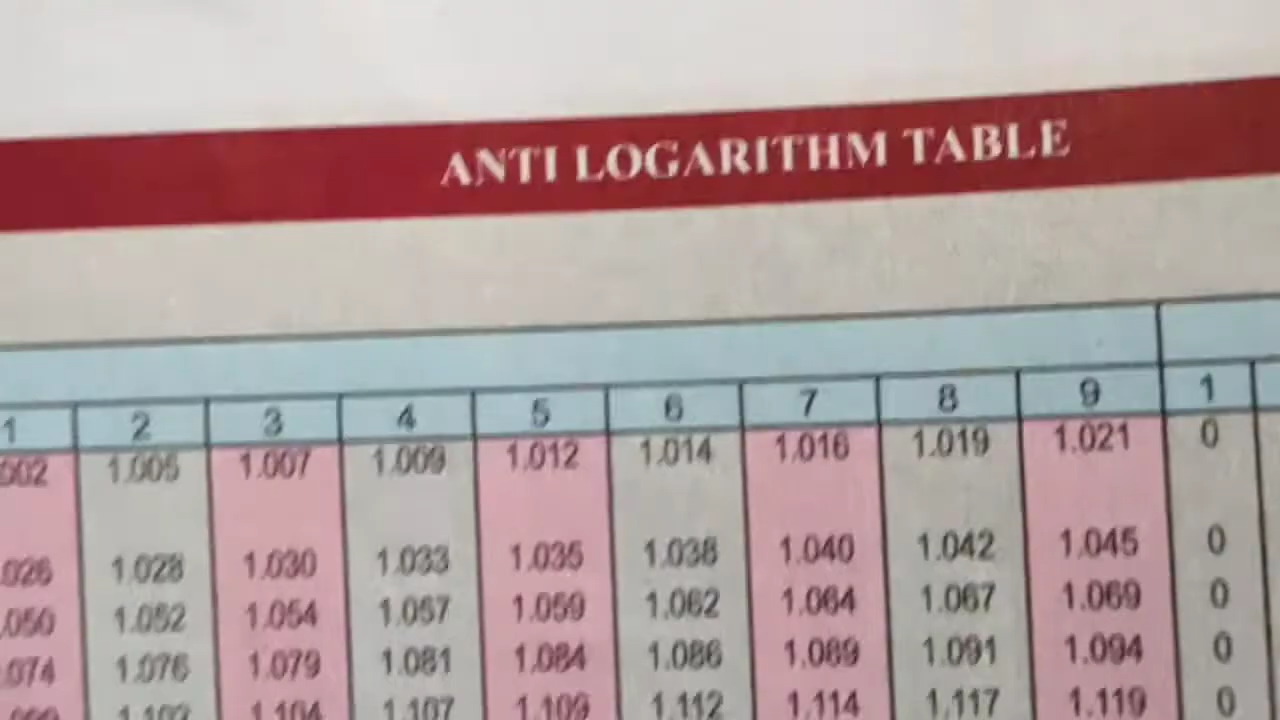 ANTI LOGARITHM TABLE
1 2 3 4 5 6 7 8 9 1
.002 1.005 1.007 1.009 1.012 1.014 1.016 1.019 1.021 0
.026 1.028 1.030 1.033 1.035 1.038 1.040 1.042 1.045 0
.050 1.052 1.054 1.057 1.059 1.062 1.064 1.067 1.069 0
.074 1.076 1.079 1.081 1.084 1.086 1.089 1.091 1.094 0
1.102 1.104 1.107 1.109 1.112 1.114 1.117 1.119 0